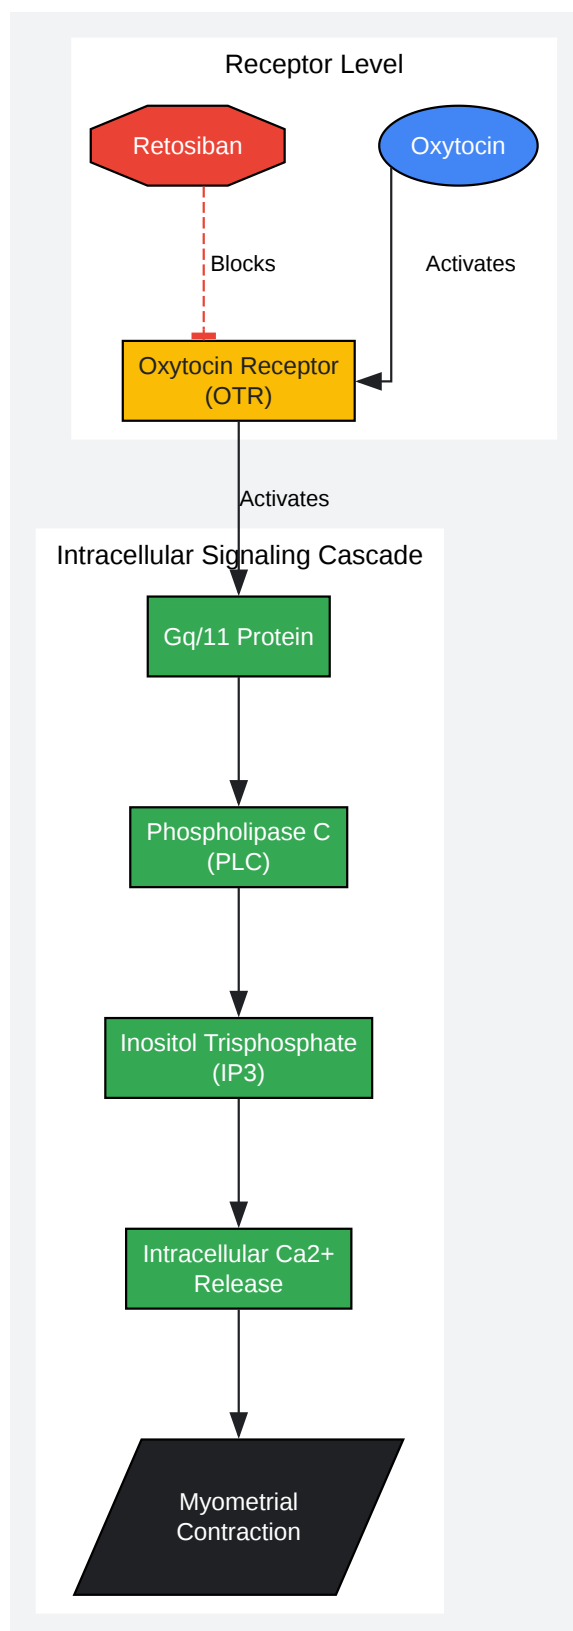 Receptor Level
Retosiban
Oxytocin
Blocks
Activates
Oxytocin Receptor
(OTR)
Activates
Intracellular Signaling Cascade
Gq/11 Protein
Phospholipase C
(PLC)
Inositol Trisphosphate
(IP3)
Intracellular Ca2+
Release
Myometrial
Contraction